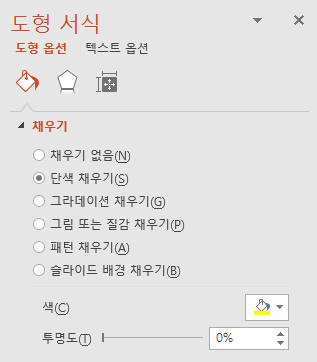 도형 서식
도형 옵션 텍스트 옵션
채우기
채우기 없음(N)
단색 채우기(S)
그라데이션 채우기(G)
그림 또는 질감 채우기(P)
패턴 채우기(A)
슬라이드 배경 채우기(B)
색(C)
투명도(T) 0%